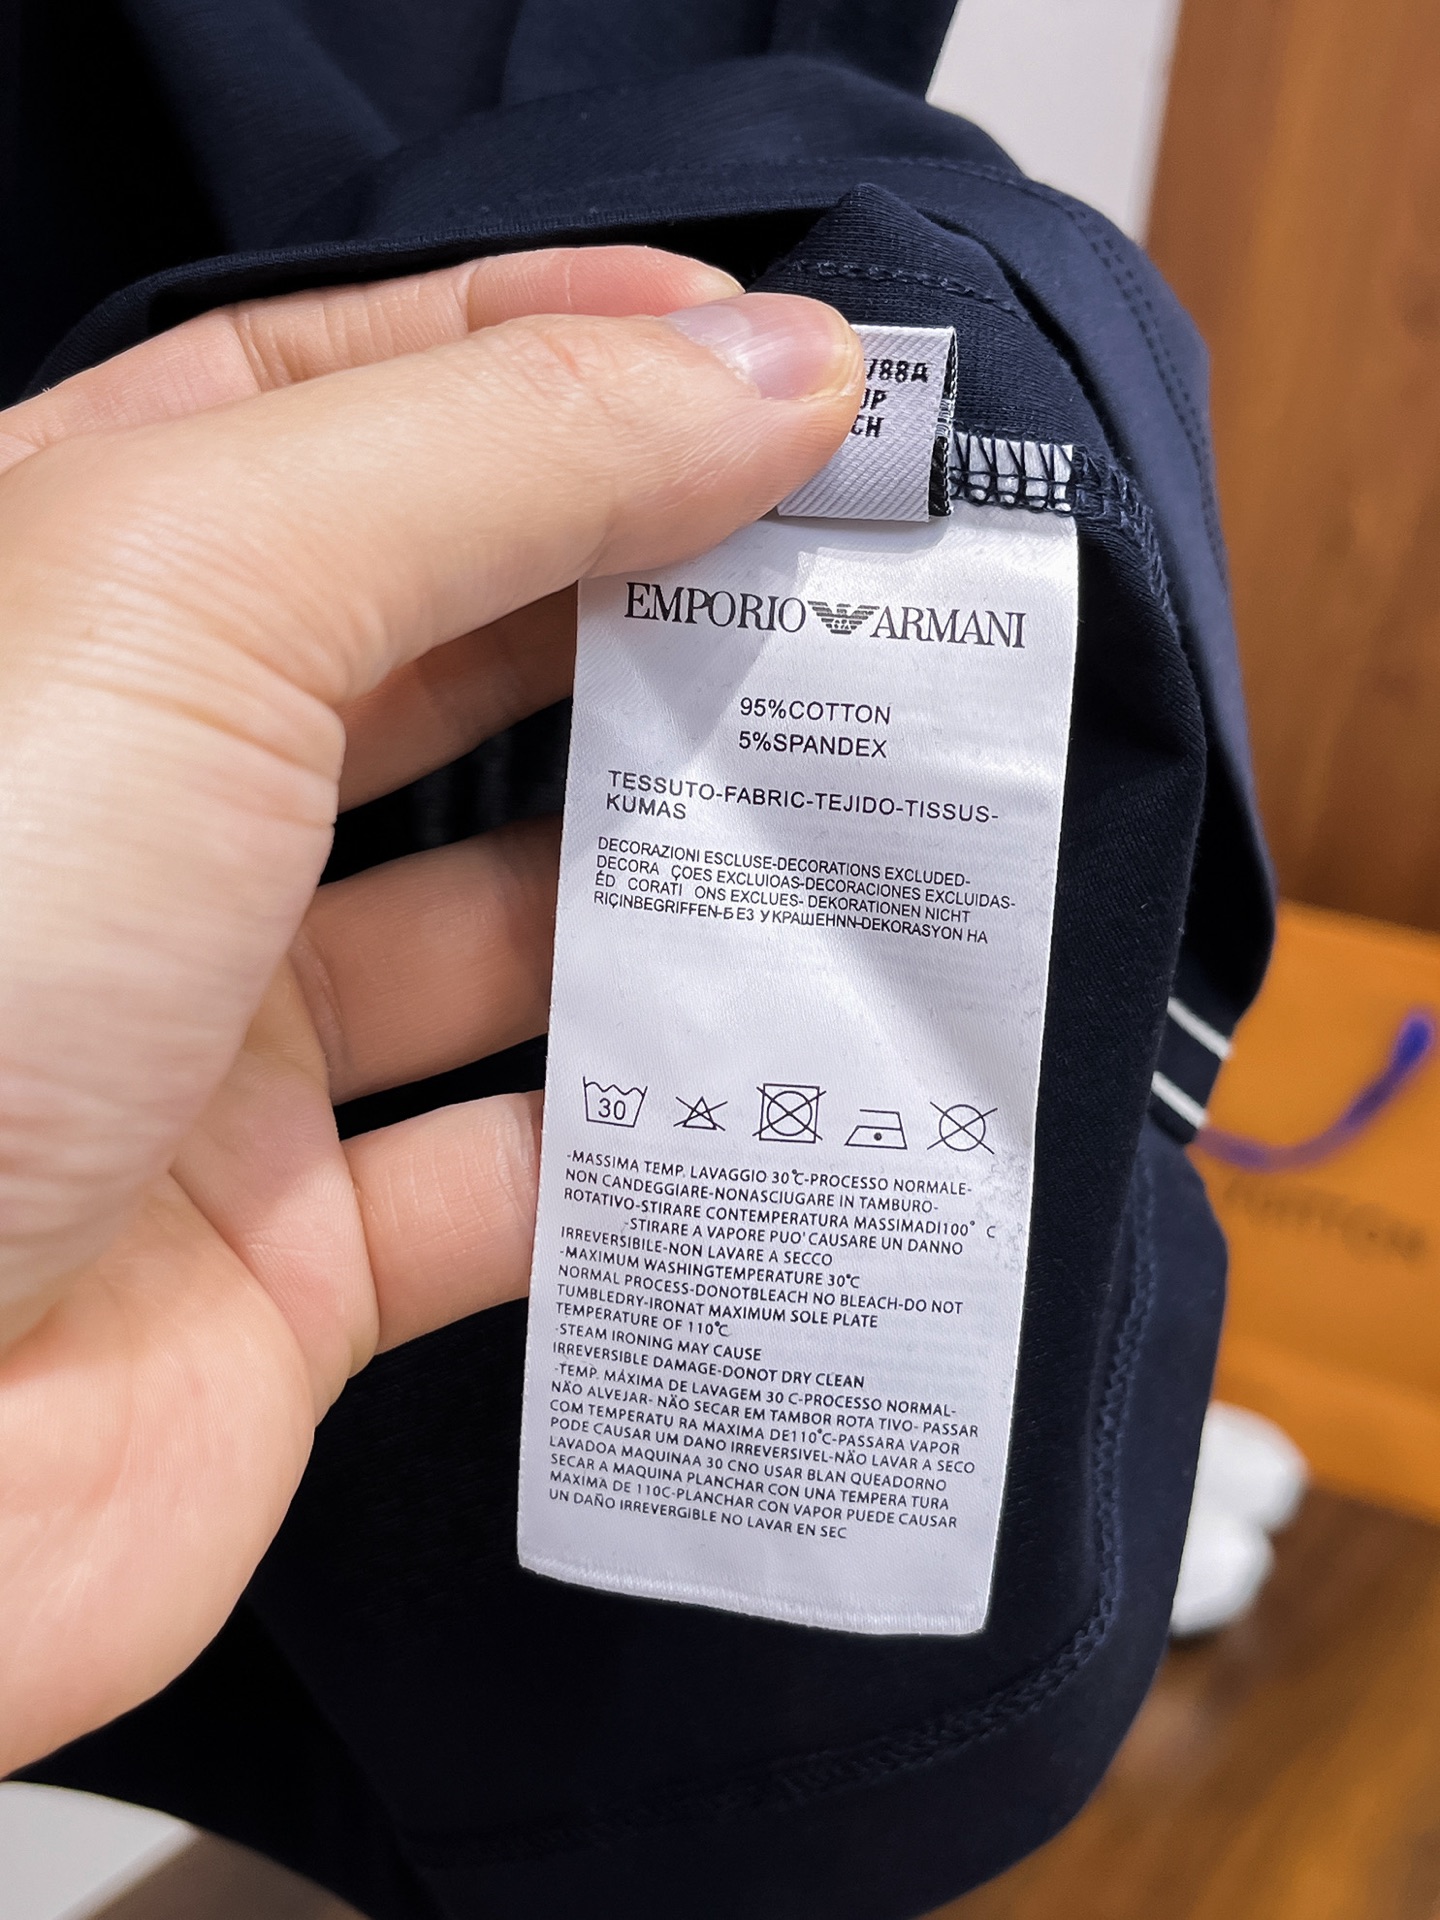 /88A
UP
CH
EMPORIO ARMANI
95%COTTON
5%SPANDEX
TESSUTO-FABRIC-TEJIDO-TISSUS-
KUMAS
DECORAZIONI ESCLUSE-DECORATIONS EXCLUDED-
DECORA ÇOES EXCLUIOAS-DECORACIONES EXCLUIDAS-
ÉD CORATI ONS EXCLUES- DEKORATIONEN NICHT
RIÇINBEGRIFFEN-Б ЕЗ У КРАШЕНNN-DEKORASYON HA
30
-MASSIMA TEMP. LAVAGGIO 30℃-PROCESSO NORMALE-
NON CANDEGGIARE-NONASCIUGARE IN TAMBURO-
ROTATIVO-STIRARE CONTEMPERATURA MASSIMADI100° C
-STIRARE A VAPORE PUO' CAUSARE UN DANNO
IRREVERSIBILE-NON LAVARE A SECCO
-MAXIMUM WASHINGTEMPERATURE 30℃
NORMAL PROCESS-DONOTBLEACH NO BLEACH-DO NOT
TUMBLEDRY-IRONAT MAXIMUM SOLE PLATE
TEMPERATURE OF 110℃
-STEAM IRONING MAY CAUSE
IRREVERSIBLE DAMAGE-DONOT DRY CLEAN
-TEMP. MÁXIMA DE LAVAGEM 30 C-PROCESSO NORMAL-
NÃO ALVEJAR- NÃO SECAR EM TAMBOR ROTA TIVO- PASSAR
COM TEMPERATU RA MAXIMA DE110℃-PASSARA VAPOR
PODE CAUSAR UM DANO IRREVERSIVEL-NÃO LAVAR A SECO
LAVADOA MAQUINAA 30 CNO USAR BLAN QUEADORNO
SECAR A MAQUINA PLANCHAR CON UNA TEMPERA TURA
MAXIMA DE 110C-PLANCHAR CON VAPOR PUEDE CAUSAR
UN DAÑO IRREVERGIBLE NO LAVAR EN SEC